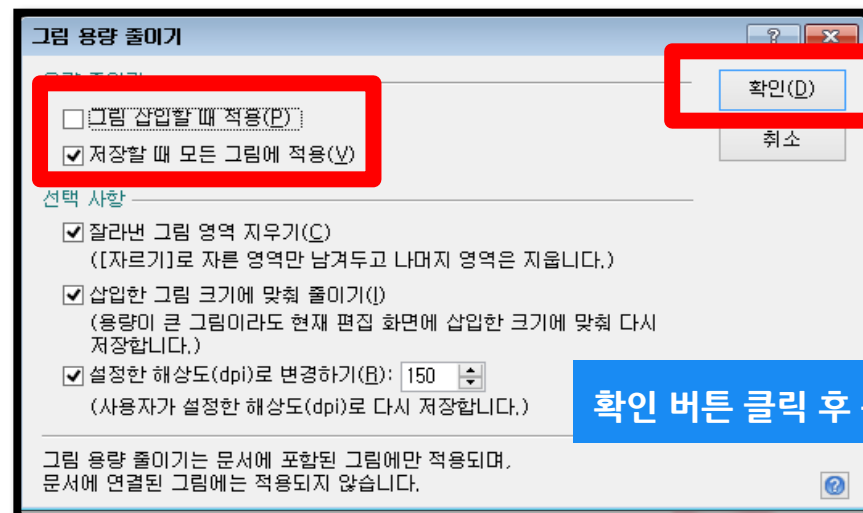 그림 용량 줄이기
확인(D)
그림 삽입할 때 적용(P)
취소
저장할 때 모든 그림에 적용(V)
선택 사항
잘라낸 그림 영역 지우기(C)
([자르기]로 자른 영역만 남겨두고 나머지 영역은 지웁니다.)
삽입한 그림 크기에 맞춰 줄이기(I)
(용량이 큰 그림이라도 현재 편집 화면에 삽입한 크기에 맞춰 다시
저장합니다.)
설정한 해상도(dpi)로 변경하기(R): 150
(사용자가 설정한 해상도(dpi)로 다시 저장합니다.)
확인 버튼 클릭 후
그림 용량 줄이기는 문서에 포함된 그림에만 적용되며,
문서에 연결된 그림에는 적용되지 않습니다.